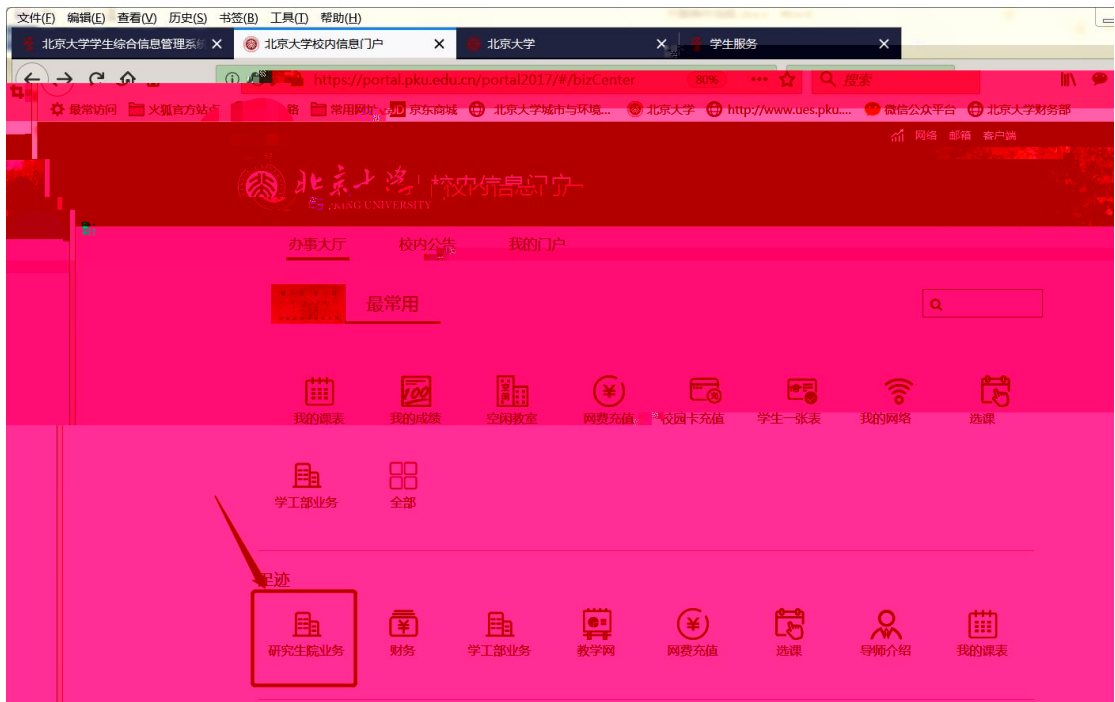 文件(F) 编辑(E) 查看(V) 历史(S) 书签(B) 工具(T) 帮助(H)
北京大学学生综合信息管理系统 北京大学校内信息门户 北京大学 学生服务
https://portal.pku.edu.cn/portal2017/#/bizCenter 80% 搜索
最常访问 火狐官方站点 常用网址 JD 京东商城 北京大学城市与环境... 北京大学 http://www.ues.pku.... 微信公众平台 北京大学财务部
网络 邮箱 客户端
北京大学 校内信息门户
PEKING UNIVERSITY
办事大厅 校内公告 我的门户
最常用
我的课表 我的成绩 空闲教室 网费充值 校园卡充值 学生一张表 我的网络 选课
学工部业务 全部
足迹
研究生院业务 财务 学工部业务 教学网 网费充值 选课 导师介绍 我的课表